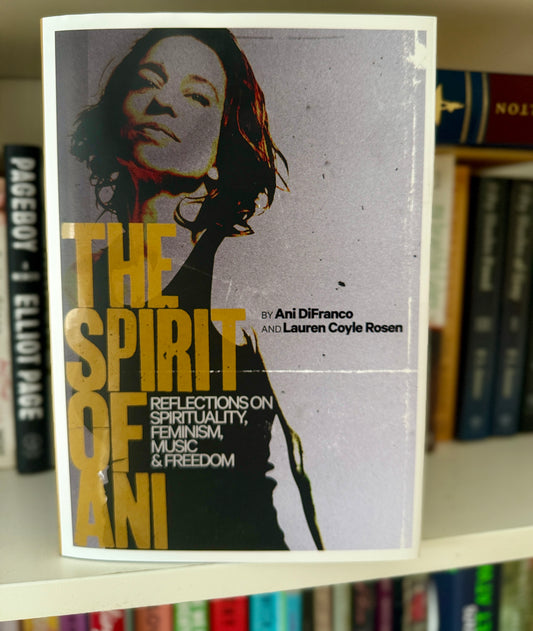 THE
SPIRIT
OF
ANI
REFLECTIONS ON
SPIRITUALITY,
FEMINISM,
MUSIC
& FREEDOM
BY Ani DiFranco
AND Lauren Coyle Rosen
PAGEBOY
ELLIOT PAGE